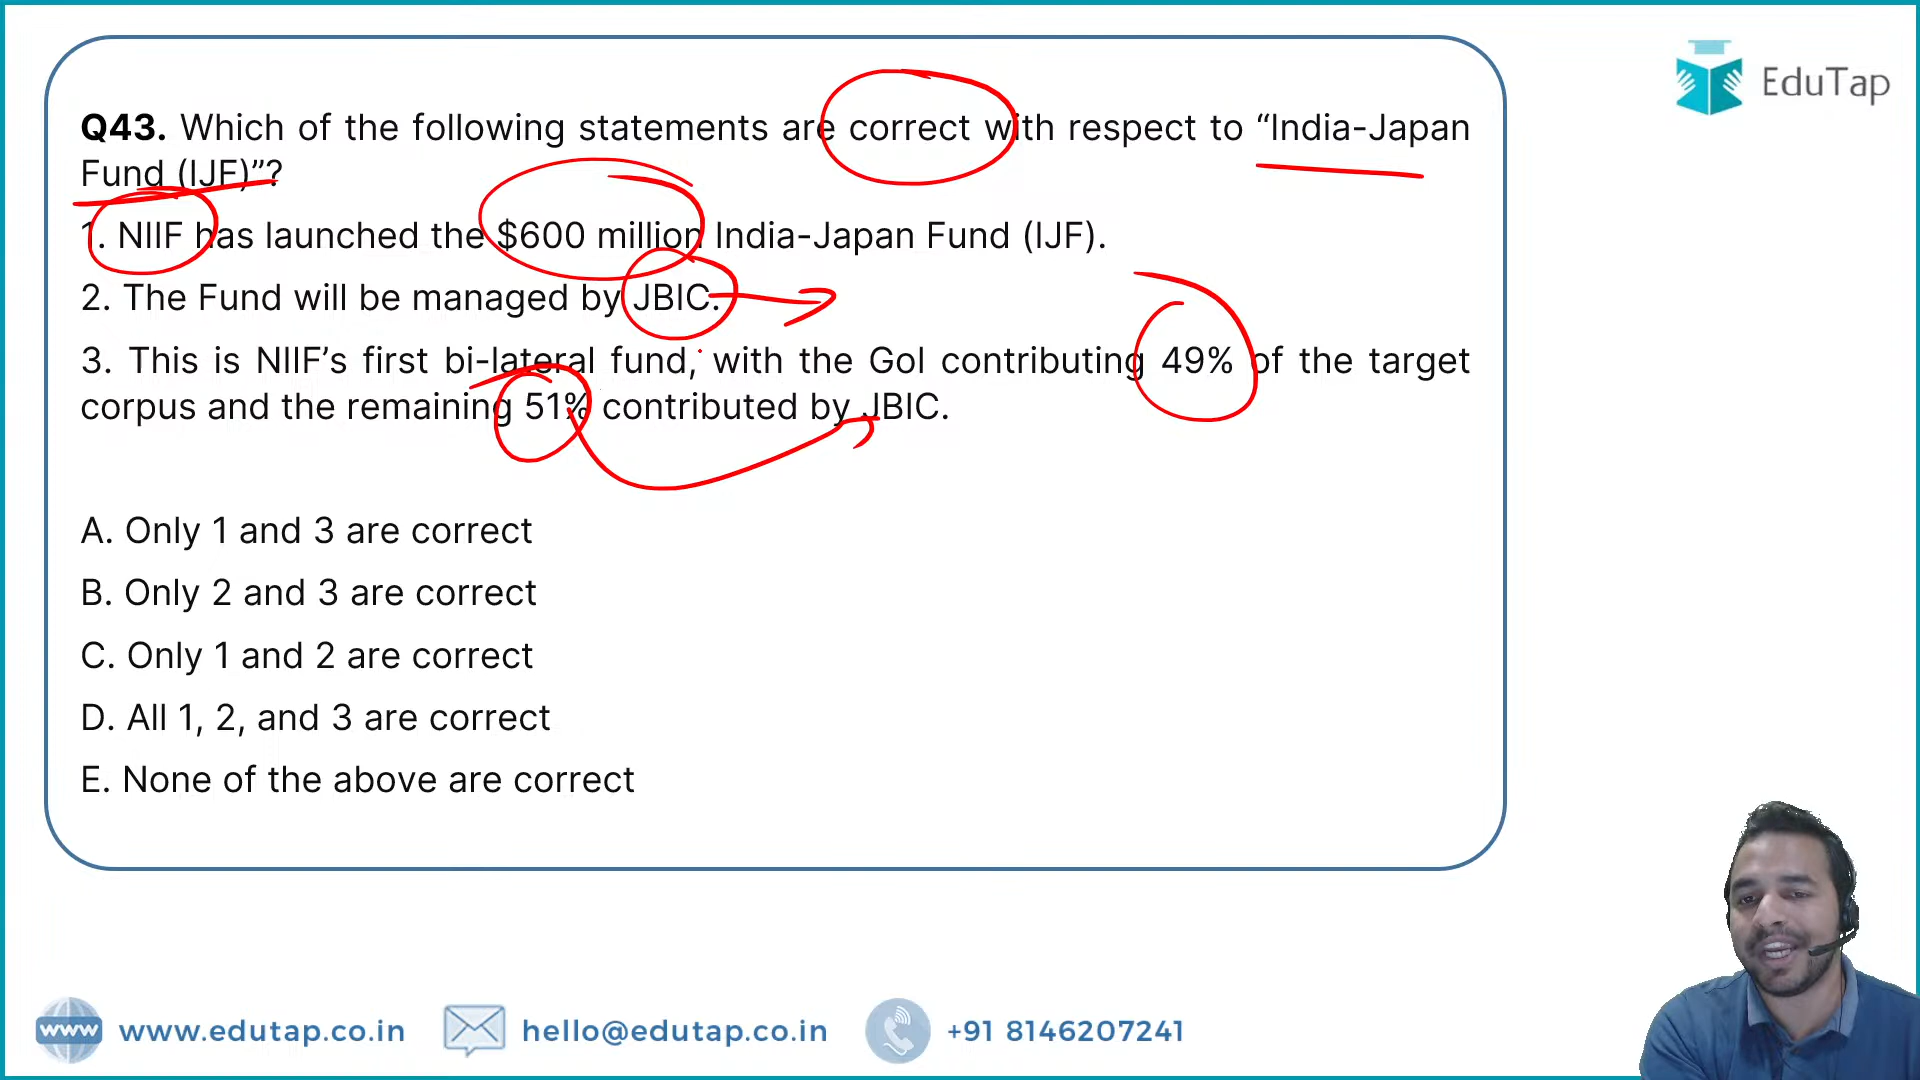 EduTap
Q43. Which of the following statements are correct with respect to “India-Japan
Fund (IJF)”?
1. NIIF has launched the $600 million India-Japan Fund (IJF).
2. The Fund will be managed by JBIC.
3. This is NIIF’s first bi-lateral fund, with the GoI contributing 49% of the target
corpus and the remaining 51% contributed by JBIC.
A. Only 1 and 3 are correct
B. Only 2 and 3 are correct
C. Only 1 and 2 are correct
D. All 1, 2, and 3 are correct
E. None of the above are correct
www www.edutap.co.in hello@edutap.co.in +91 8146207241